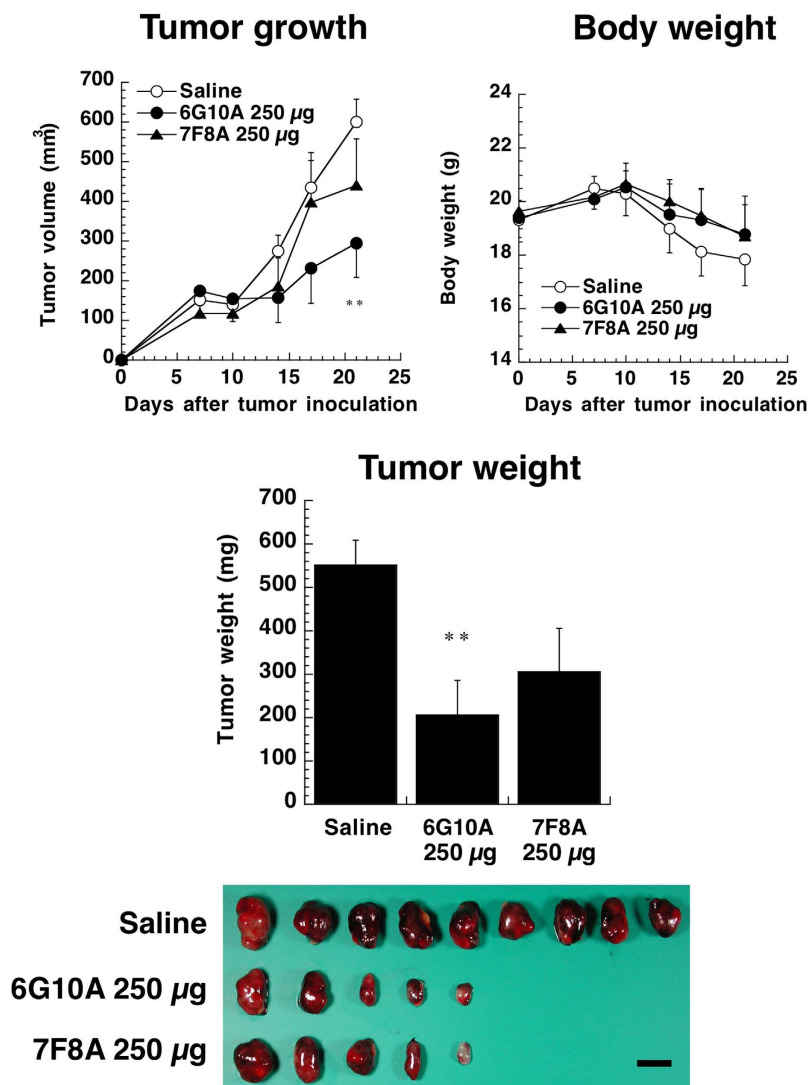 Tumor growth
Body weight
Tumor volume (mm3)
700
600
500
400
300
200
100
0
Saline
6G10A 250 µg
7F8A 250 µg
**
0 5 10 15 20 25
Days after tumor inoculation
Body weight (g)
24
22
20
18
16
14
Saline
6G10A 250 µg
7F8A 250 µg
0 5 10 15 20 25
Days after tumor inoculation
Tumor weight
Tumor weight (mg)
700
600
500
400
300
200
100
0
**
Saline
6G10A
250 µg
7F8A
250 µg
Saline
6G10A 250 µg
7F8A 250 µg